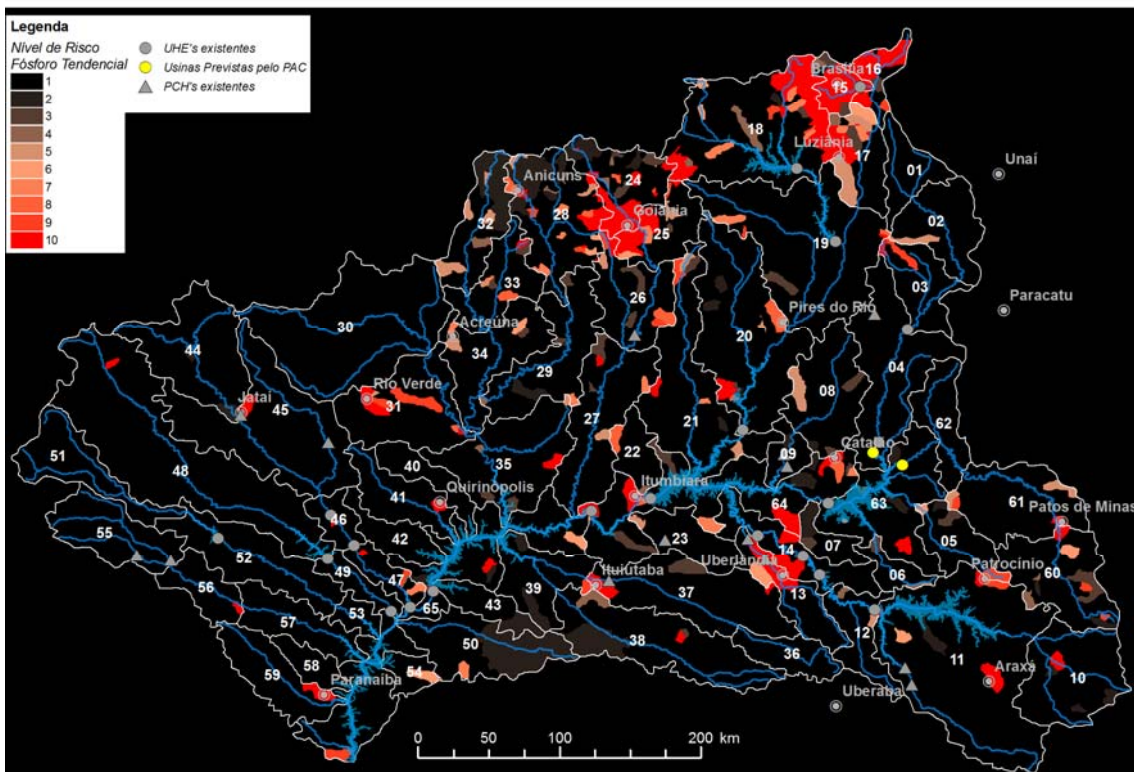 Legenda
Nível de Risco
Fósforo Tendencial
1
2
3
4
5
6
7
8
9
10
UHE's existentes
Usinas Previstas pelo PAC
PCH's existentes
Brasília
16
15
18
Luziânia
17
01
Unaí
Anicuns
24
02
32
28
Goiânia
25
19
33
26
03
Paracatu
30
Acreúna
Pires do Rio
34
20
44
29
04
Rio Verde
08
Jataí
31
45
27
21
62
48
35
22
09
Catalão
51
40
41
Quirinópolis
Itumbiara
64
63
61
Patos de Minas
46
42
23
07
05
55
52
14
Uberlândia
Patrocínio
49
47
Ituiutaba
06
60
56
65
43
39
37
13
53
57
12
50
38
36
11
58
54
10
59
Paranaíba
Araxá
Uberaba
0 50 100 200 km